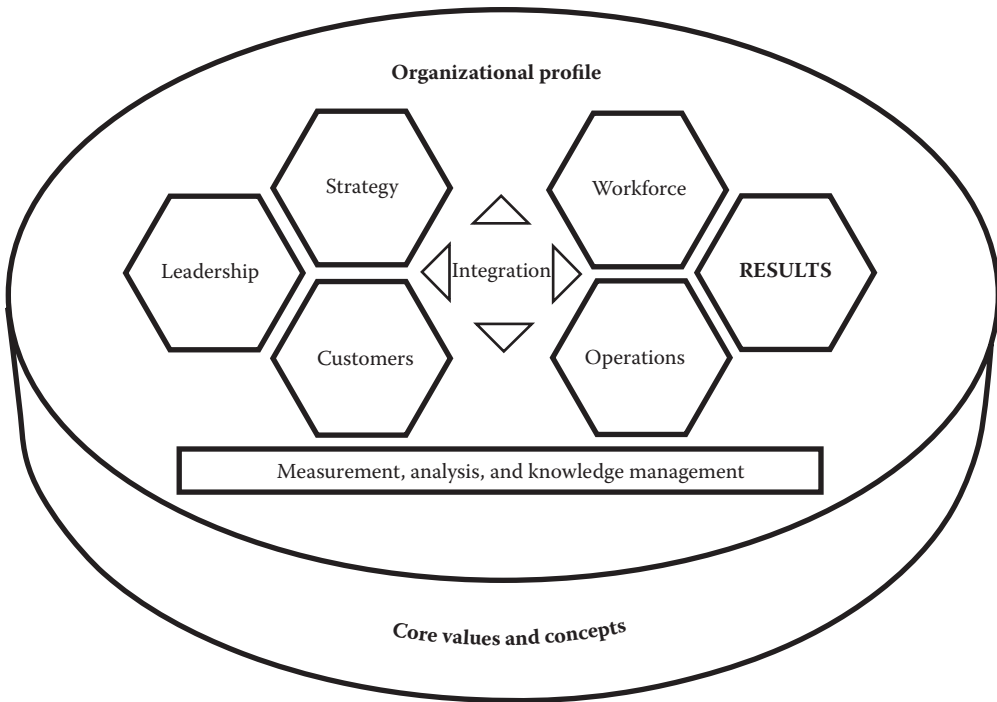 Organizational profile
Strategy
Workforce
Leadership
Integration
RESULTS
Customers
Operations
Measurement, analysis, and knowledge management
Core values and concepts